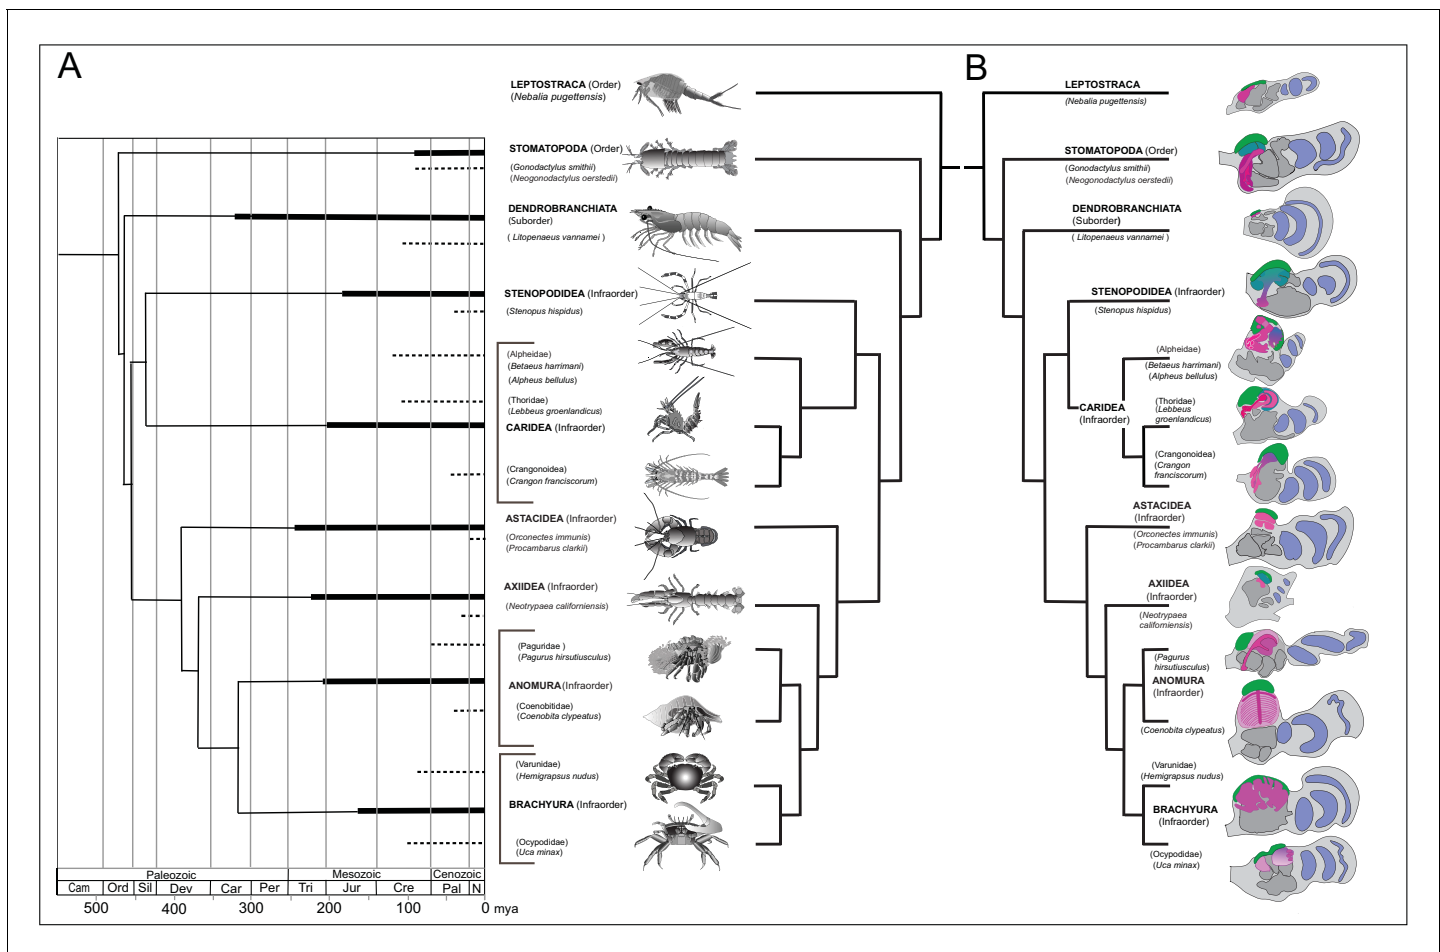 A
LEPTOSTRACA (Order)
(Nebalia pugettensis)
STOMATOPODA (Order)
(Gonodactylus smithii)
(Neogonodactylus oerstedii)
DENDROBRANCHIATA
(Suborder)
( Litopenaeus vannamei )
STENOPODIDEA (Infraorder)
(Stenopus hispidus)
(Alpheidae)
(Betaeus harrimani)
(Alpheus bellulus)
(Thoridae)
(Lebbeus groenlandicus)
CARIDEA (Infraorder)
(Crangonoidea)
(Crangon franciscorum)
ASTACIDEA (Infraorder)
(Orconectes immunis)
(Procambarus clarkii)
AXIIDEA (Infraorder)
(Neotrypaea californiensis)
(Paguridae )
(Pagurus hirsutiusculus)
ANOMURA (Infraorder)
(Coenobitidae)
(Coenobita clypeatus)
(Varunidae)
(Hemigrapsus nudus)
BRACHYURA (Infraorder)
(Ocypodidae)
(Uca minax)
Paleozoic Mesozoic Cenozoic
Cam Ord Sil Dev Car Per Tri Jur Cre Pal N
500 400 300 200 100 0 mya
B
LEPTOSTRACA
(Nebalia pugettensis)
STOMATOPODA (Order)
(Gonodactylus smithii)
(Neogonodactylus oerstedii)
DENDROBRANCHIATA
(Suborder)
( Litopenaeus vannamei)
STENOPODIDEA (Infraorder)
(Stenopus hispidus)
(Alpheidae)
(Betaeus harrimani)
(Alpheus bellulus)
CARIDEA
(Infraorder)
(Thoridae)
(Lebbeus
groenlandicus)
(Crangonoidea)
(Crangon
franciscorum)
ASTACIDEA
(Infraorder)
(Orconectes immunis)
(Procambarus clarkii)
AXIIDEA
(Infraorder)
(Neotrypaea
californiensis)
(Pagurus
hirsutiusculus)
ANOMURA
(Infraorder)
(Coenobita clypeatus)
(Varunidae)
(Hemigrapsus nudus)
BRACHYURA
(Infraorder)
(Ocypodidae)
(Uca minax)